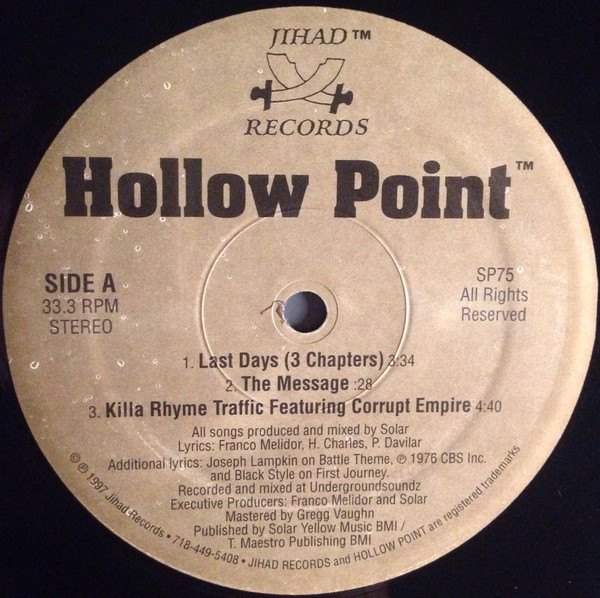 JIHAD ™
RECORDS
Hollow Point™
SIDE A
33.3 RPM
STEREO
SP75
All Rights
Reserved
1. Last Days (3 Chapters) 3:34
2. The Message :28
3. Killa Rhyme Traffic Featuring Corrupt Empire 4:40
All songs produced and mixed by Solar
Lyrics: Franco Melidor, H. Charles, P. Davilar
Additional lyrics: Joseph Lampkin on Battle Theme, ℗ 1976 CBS Inc.
and Black Style on First Journey.
Recorded and mixed at Undergroundsoundz
Executive Producers: Franco Melidor and Solar
Mastered by Gregg Vaughn
Published by Solar Yellow Music BMI /
T. Maestro Publishing BMI
© ℗ 1997 Jihad Records • 718-449-5408 • JIHAD RECORDS and HOLLOW POINT are registered trademarks